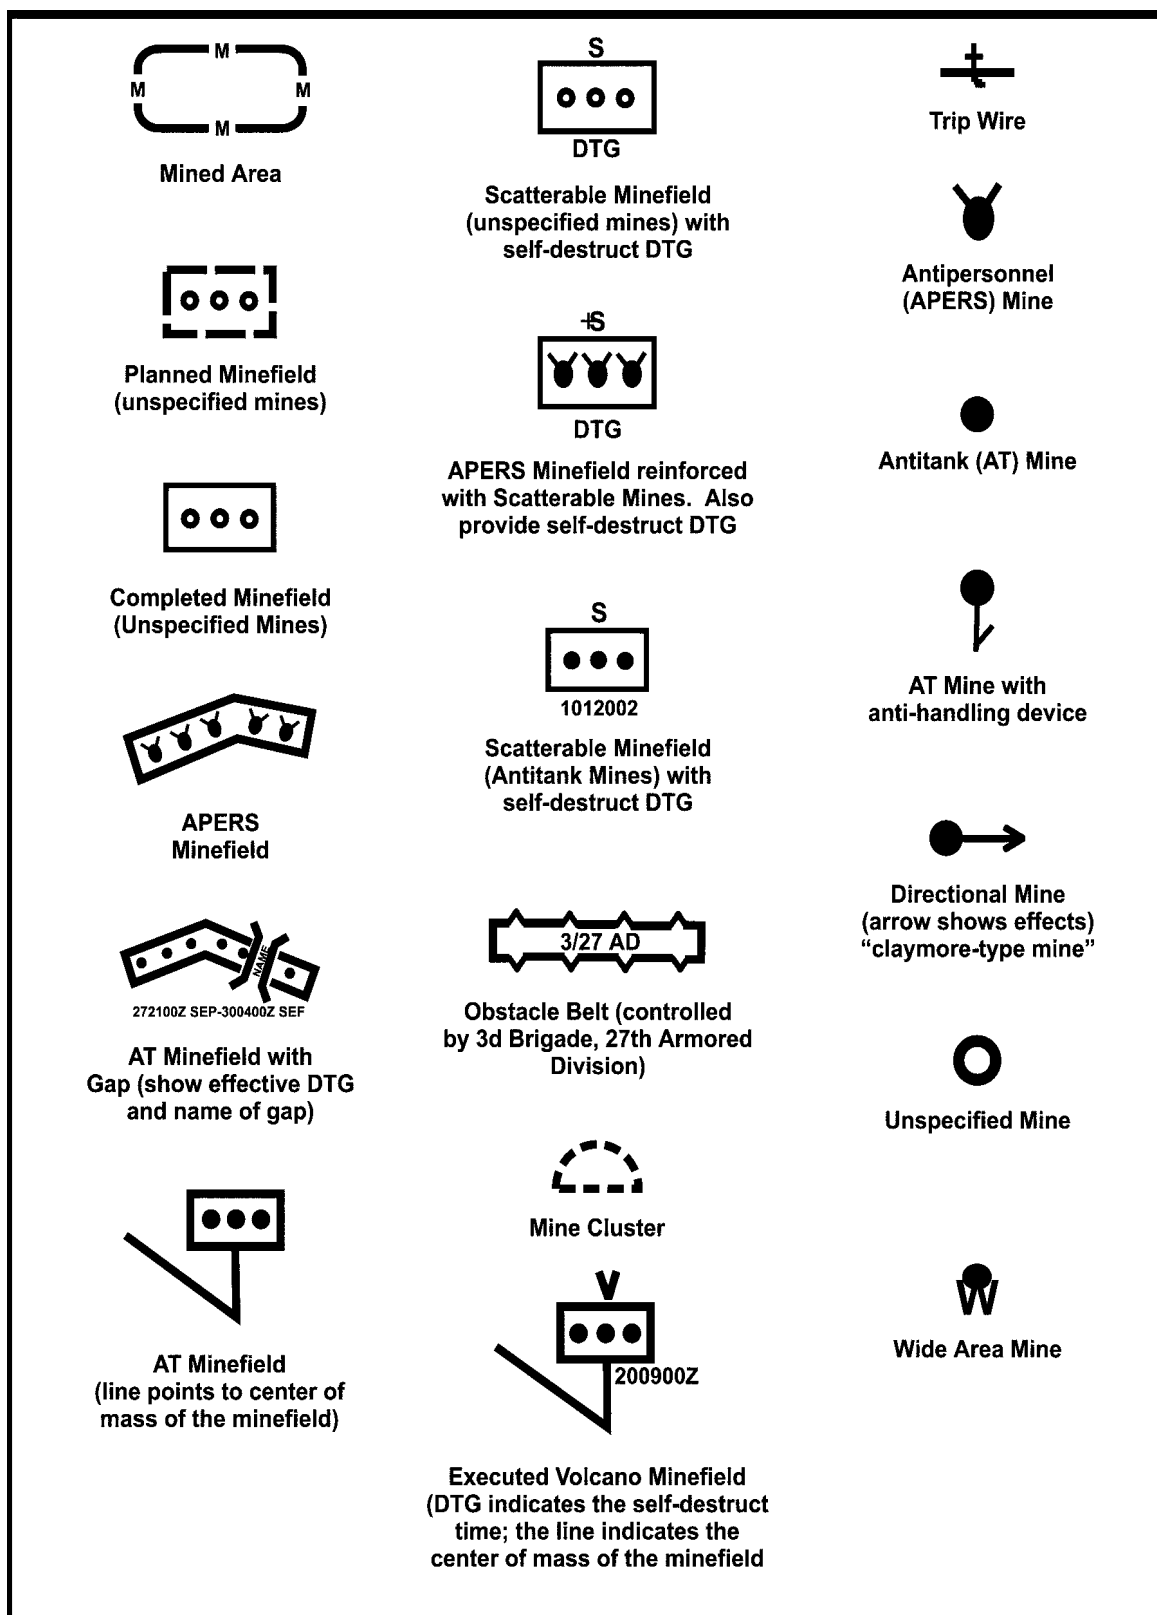 M
M
M
M
Mined Area
Planned Minefield
(unspecified mines)
Completed Minefield
(Unspecified Mines)
APERS
Minefield
NAME
272100Z SEP-300400Z SEF
AT Minefield with
Gap (show effective DTG
and name of gap)
AT Minefield
(line points to center of
mass of the minefield)
S
DTG
Scatterable Minefield
(unspecified mines) with
self-destruct DTG
+S
DTG
APERS Minefield reinforced
with Scatterable Mines. Also
provide self-destruct DTG
S
1012002
Scatterable Minefield
(Antitank Mines) with
self-destruct DTG
3/27 AD
Obstacle Belt (controlled
by 3d Brigade, 27th Armored
Division)
Mine Cluster
V
200900Z
Executed Volcano Minefield
(DTG indicates the self-destruct
time; the line indicates the
center of mass of the minefield
Trip Wire
Antipersonnel
(APERS) Mine
Antitank (AT) Mine
AT Mine with
anti-handling device
Directional Mine
(arrow shows effects)
“claymore-type mine”
Unspecified Mine
W
Wide Area Mine